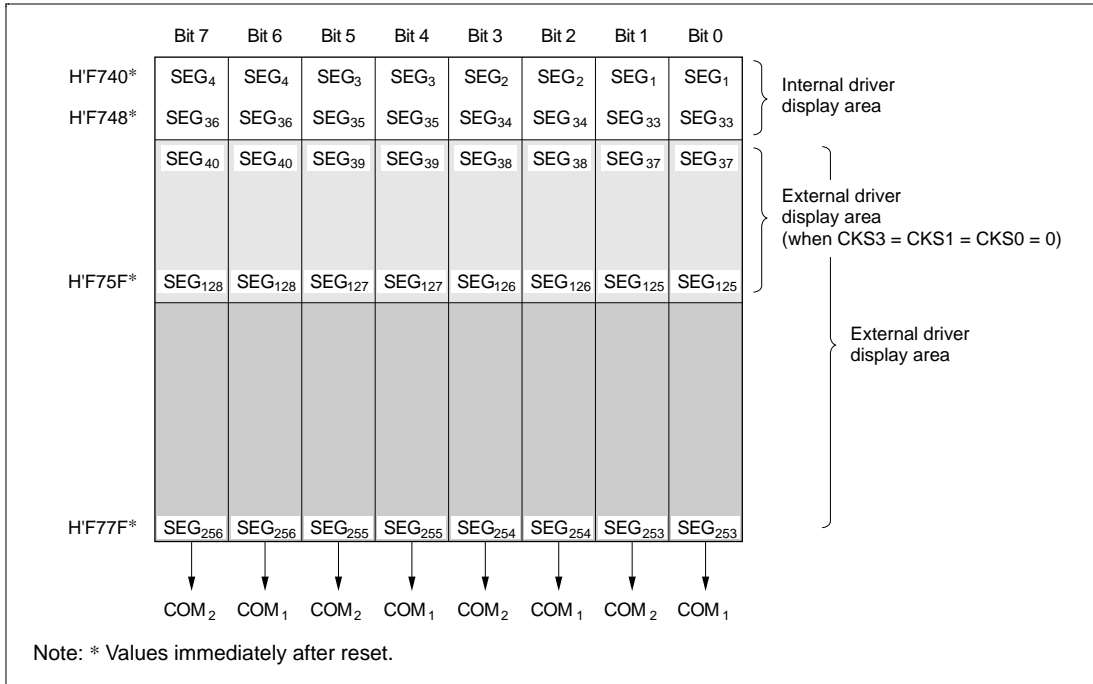 Bit 7 Bit 6 Bit 5 Bit 4 Bit 3 Bit 2 Bit 1 Bit 0
H'F740* SEG4 SEG4 SEG3 SEG3 SEG2 SEG2 SEG1 SEG1
Internal driver
display area
H'F748* SEG36 SEG36 SEG35 SEG35 SEG34 SEG34 SEG33 SEG33
SEG40 SEG40 SEG39 SEG39 SEG38 SEG38 SEG37 SEG37
External driver
display area
(when CKS3 = CKS1 = CKS0 = 0)
H'F75F* SEG128 SEG128 SEG127 SEG127 SEG126 SEG126 SEG125 SEG125
External driver
display area
H'F77F* SEG256 SEG256 SEG255 SEG255 SEG254 SEG254 SEG253 SEG253
COM2 COM1 COM2 COM1 COM2 COM1 COM2 COM1
Note: * Values immediately after reset.